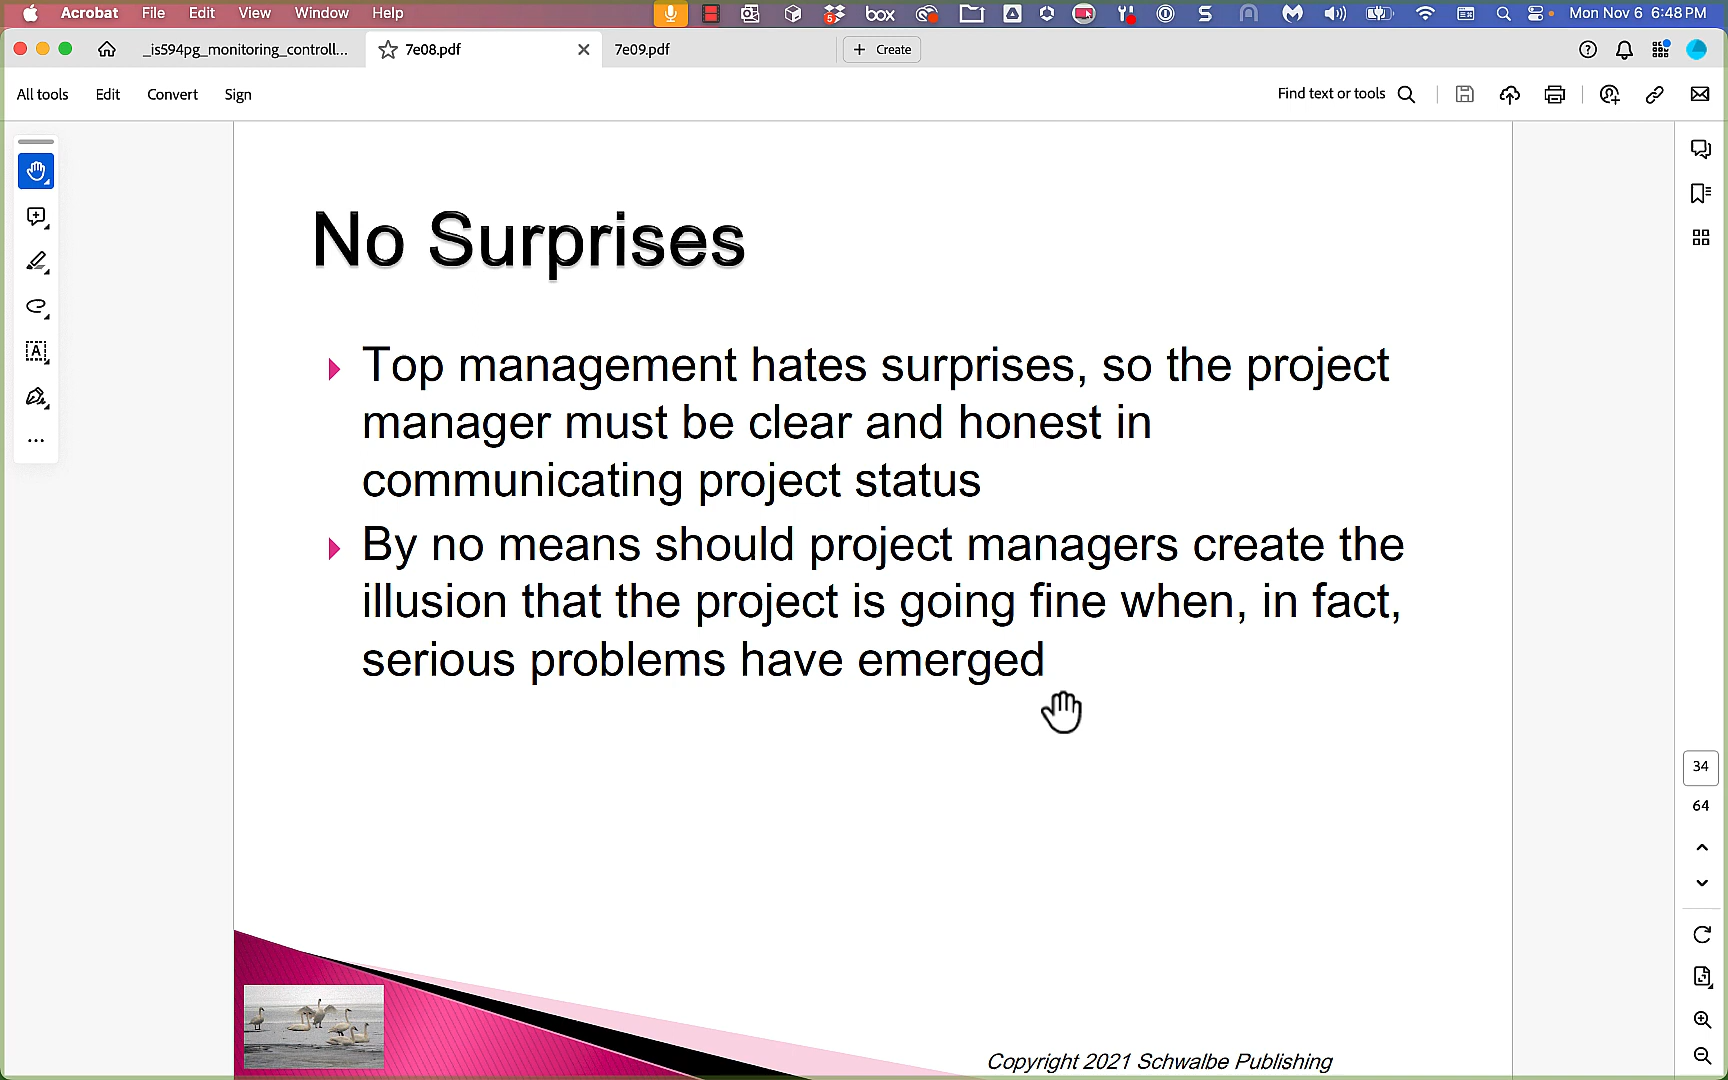 Acrobat File Edit View Window Help
5 box Mon Nov 6 6:48 PM
_is594pg_monitoring_controll... 7e08.pdf 7e09.pdf + Create
All tools Edit Convert Sign Find text or tools
No Surprises
Top management hates surprises, so the project
manager must be clear and honest in
communicating project status
By no means should project managers create the
illusion that the project is going fine when, in fact,
serious problems have emerged
34
64
Copyright 2021 Schwalbe Publishing